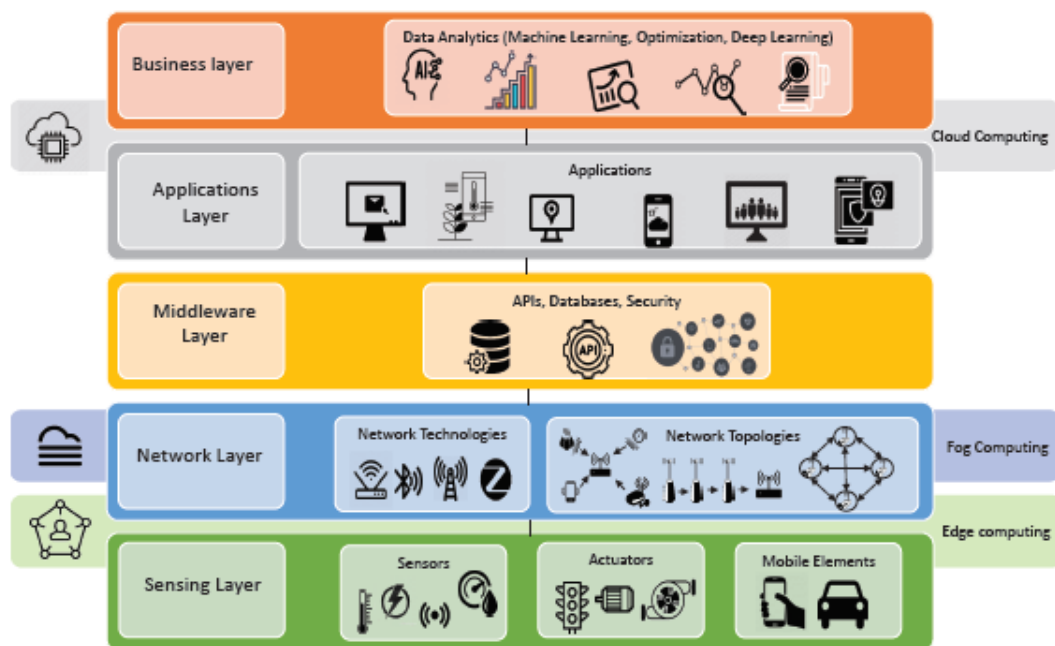 Data Analytics (Machine Learning, Optimization, Deep Learning)
Business layer
AI
Cloud Computing
Applications
Applications
Layer
APIs, Databases, Security
Middleware
Layer
API
Network Technologies
Network Topologies
Network Layer
Z
Fog Computing
Edge computing
Sensors
Actuators
Mobile Elements
Sensing Layer